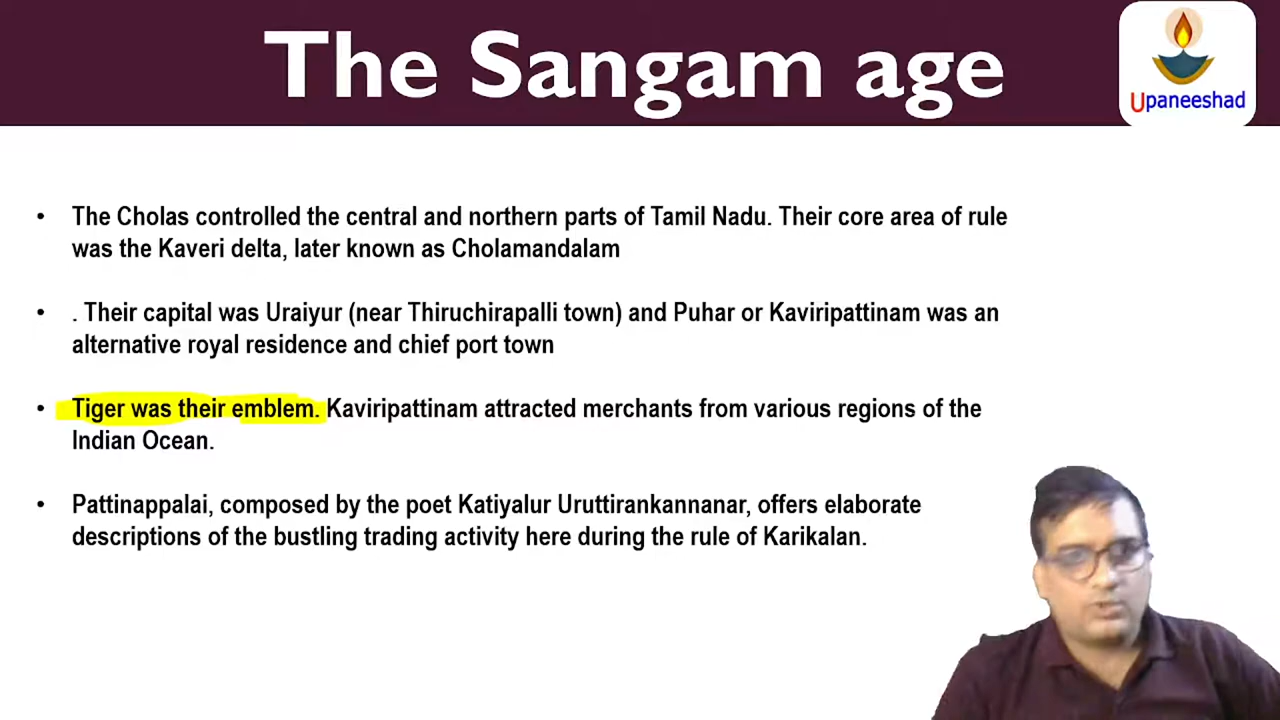 The Sangam age
Upaneeshad
• The Cholas controlled the central and northern parts of Tamil Nadu. Their core area of rule
was the Kaveri delta, later known as Cholamandalam
• . Their capital was Uraiyur (near Thiruchirapalli town) and Puhar or Kaviripattinam was an
alternative royal residence and chief port town
• Tiger was their emblem. Kaviripattinam attracted merchants from various regions of the
Indian Ocean.
• Pattinappalai, composed by the poet Katiyalur Uruttirankannanar, offers elaborate
descriptions of the bustling trading activity here during the rule of Karikalan.